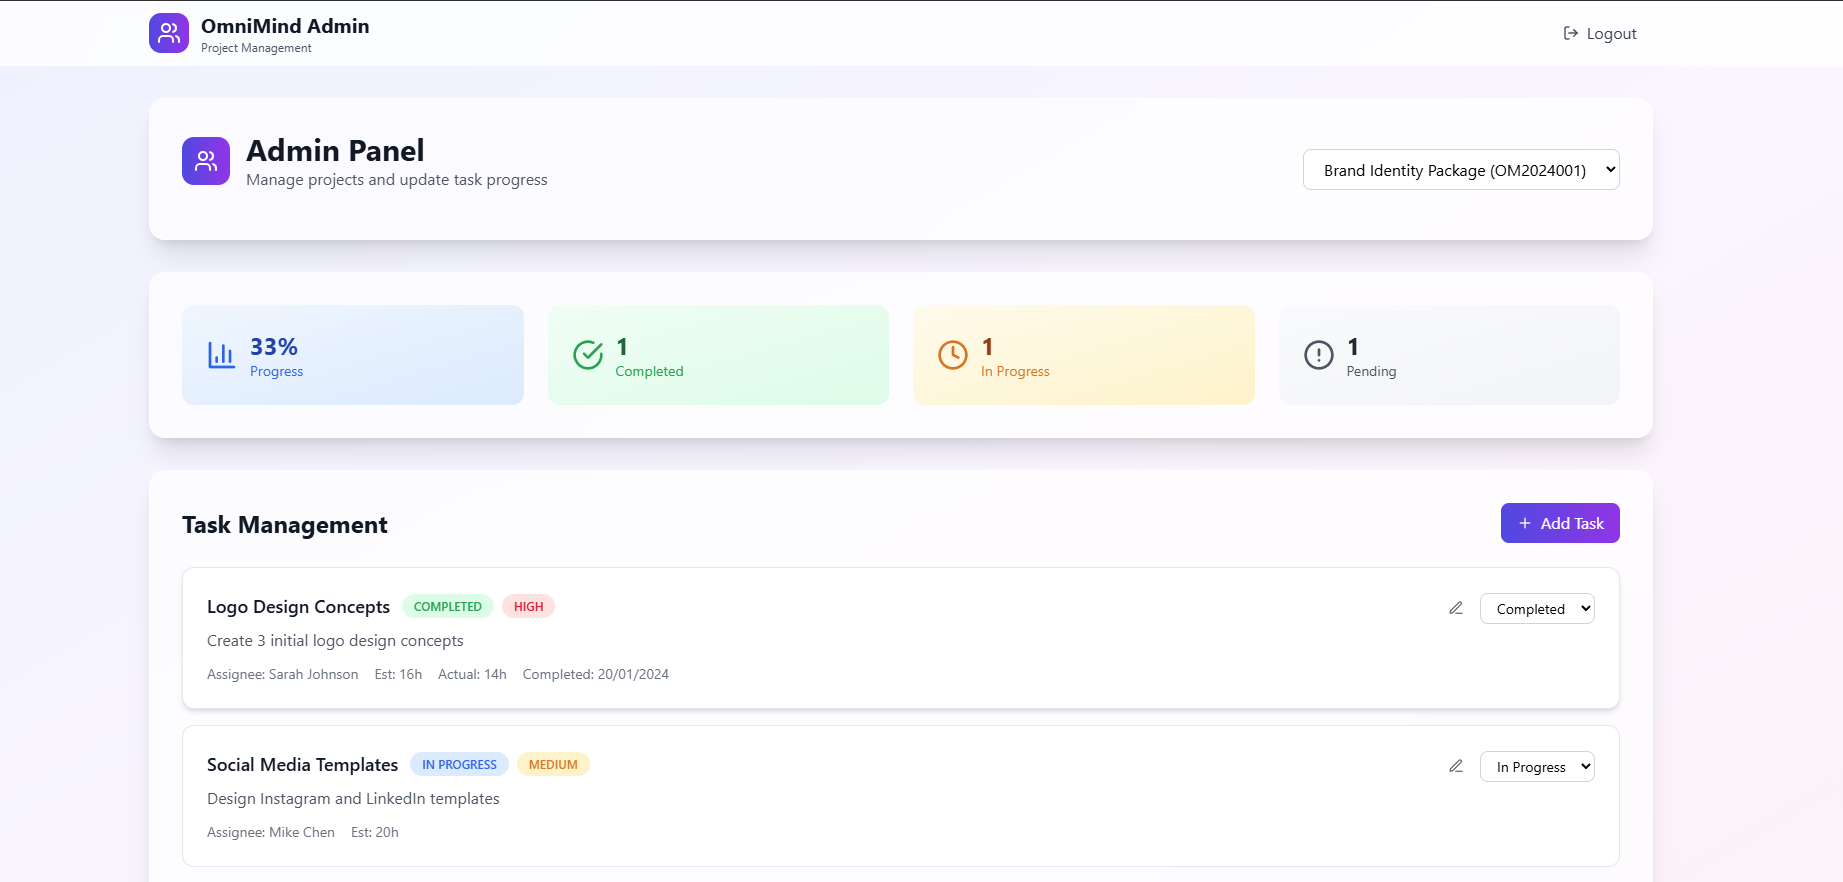 OmniMind Admin
Project Management
Logout
Admin Panel
Manage projects and update task progress
Brand Identity Package (OM2024001)
33%
Progress
1
Completed
1
In Progress
1
Pending
Task Management
+ Add Task
Logo Design Concepts COMPLETED HIGH
Completed
Create 3 initial logo design concepts
Assignee: Sarah Johnson Est: 16h Actual: 14h Completed: 20/01/2024
Social Media Templates IN PROGRESS MEDIUM
In Progress
Design Instagram and LinkedIn templates
Assignee: Mike Chen Est: 20h